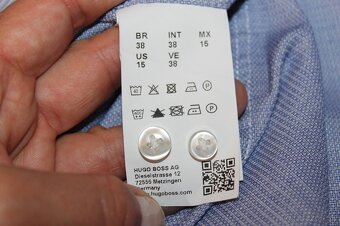 BR INT MX
38 38 15
US VE
15 38
HUGO BOSS AG
Dieselstrasse 12
72555 Metzingen
Germany
www.hugoboss.com